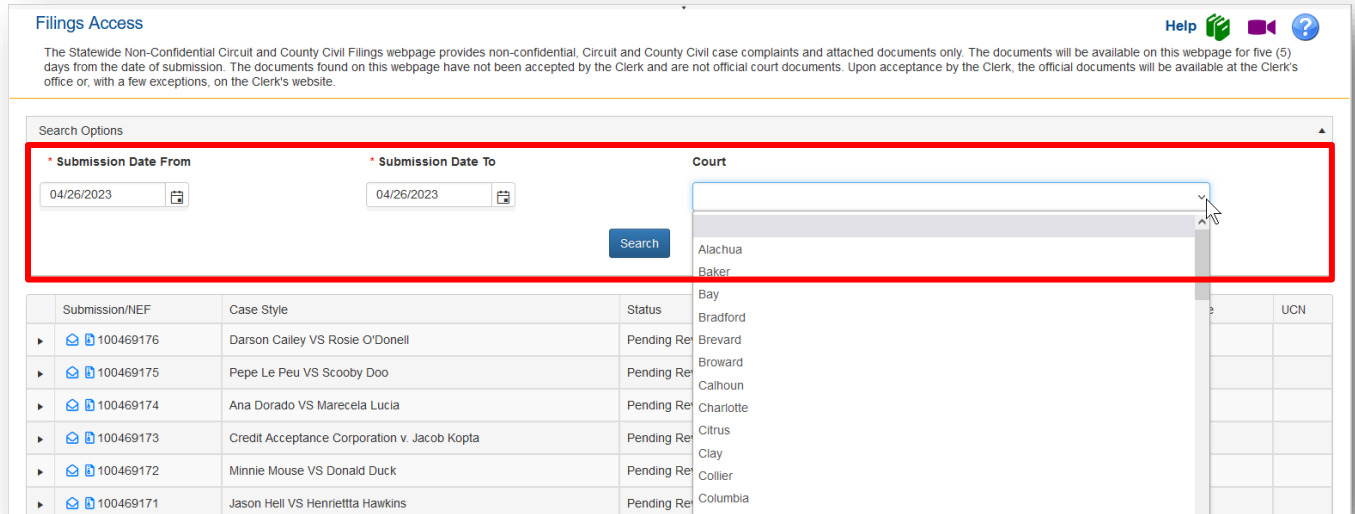 Filings Access
Help
The Statewide Non-Confidential Circuit and County Civil Filings webpage provides non-confidential, Circuit and County Civil case complaints and attached documents only. The documents will be available on this webpage for five (5)
days from the date of submission. The documents found on this webpage have not been accepted by the Clerk and are not official court documents. Upon acceptance by the Clerk, the official documents will be available at the Clerk's
office or, with a few exceptions, on the Clerk's website.
Search Options
* Submission Date From
* Submission Date To
Court
04/26/2023
04/26/2023
Search
Alachua
Baker
Bay
Bradford
Brevard
Broward
Calhoun
Charlotte
Citrus
Clay
Collier
Columbia
Submission/NEF
Case Style
Status
UCN
100469176
Darson Cailey VS Rosie O'Donell
Pending Re
100469175
Pepe Le Peu VS Scooby Doo
Pending Re
100469174
Ana Dorado VS Marecela Lucia
Pending Re
100469173
Credit Acceptance Corporation v. Jacob Kopta
Pending Re
100469172
Minnie Mouse VS Donald Duck
Pending Re
100469171
Jason Hell VS Henriettta Hawkins
Pending Re